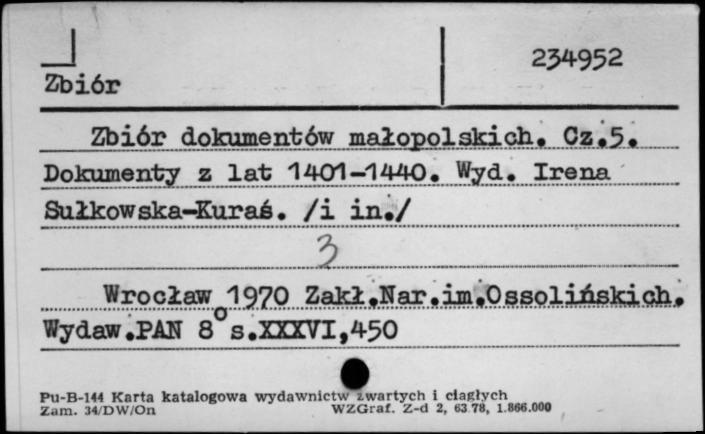 234952
Zbiór
Zbiór dokumentów małopolskich. Cz.5.
Dokumenty z lat 1401-1440. Wyd. Irena
Sułkowska-Kuraś. /i in./
3
Wrocław 1970 Zakł.Nar.im.Ossolińskich.
Wydaw.PAN 8° s.XXXVI,450
Pu-B-144 Karta katalogowa wydawnictw zwartych i ciągłych
Zam. 34/DW/On WZGraf. Z-d 2, 63.78, 1.866.000